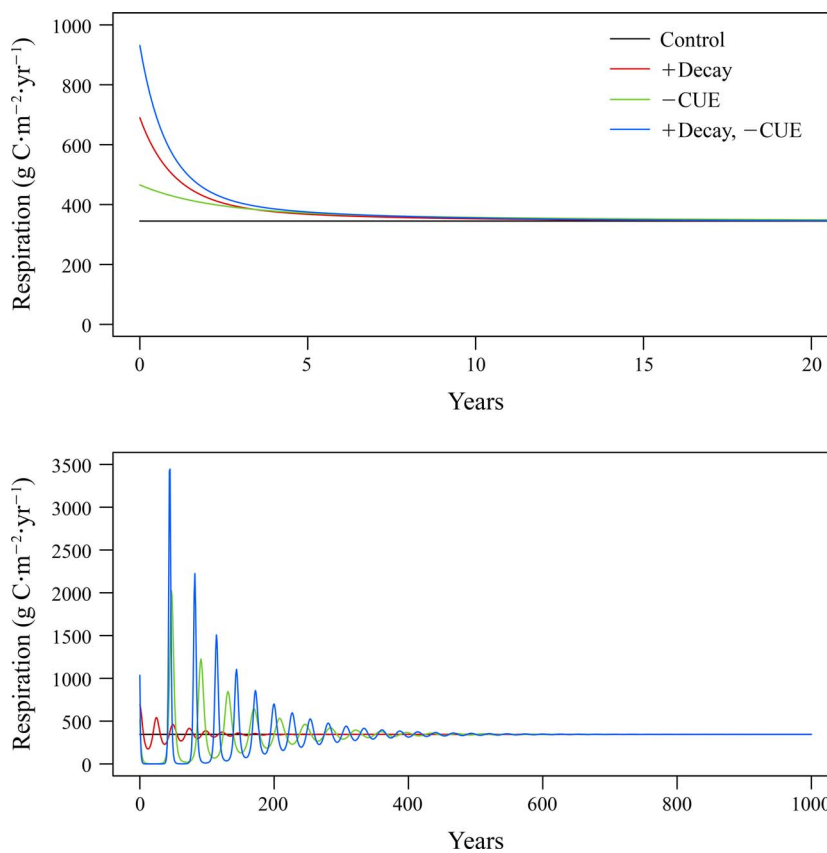 1000
800
600
400
200
0
Respiration (g C·m−2·yr−1)
Control
+Decay
−CUE
+Decay, −CUE
0 5 10 15 20
Years
3500
3000
2500
2000
1500
1000
500
0
Respiration (g C·m−2·yr−1)
0 200 400 600 800 1000
Years